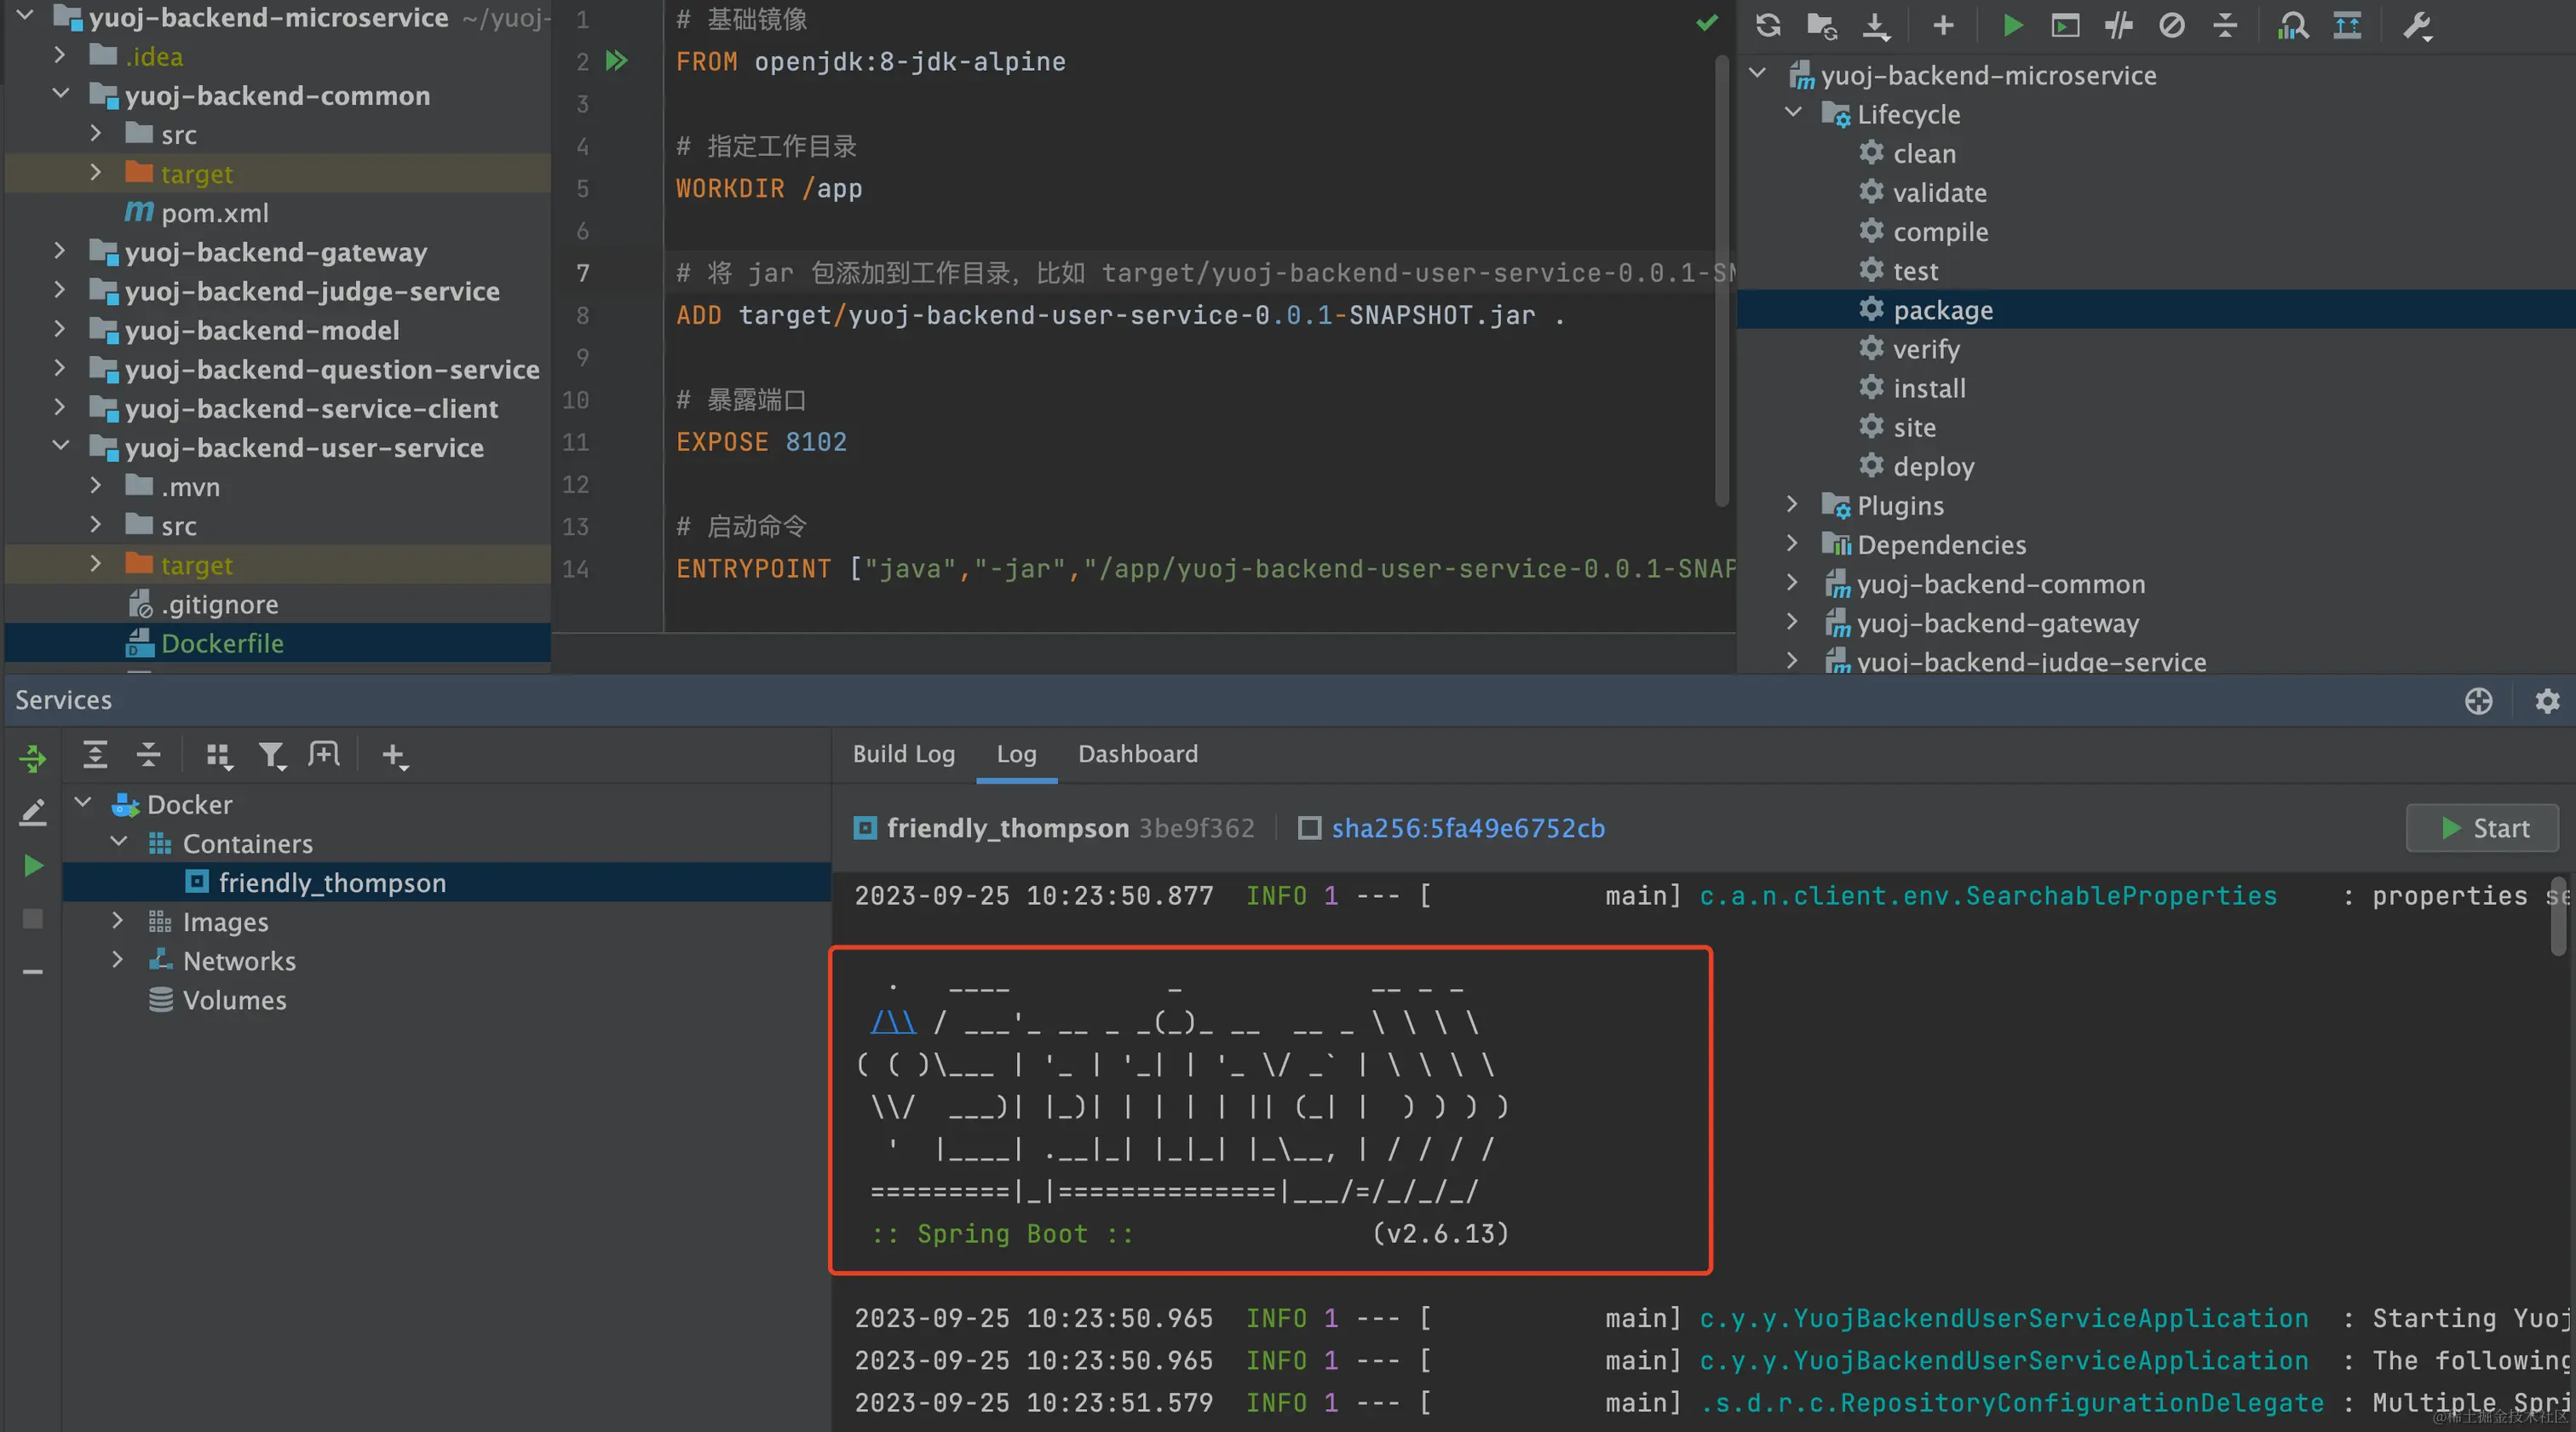 yuoj-backend-microservice ~/yuoj-
.idea
yuoj-backend-common
src
target
pom.xml
yuoj-backend-gateway
yuoj-backend-judge-service
yuoj-backend-model
yuoj-backend-question-service
yuoj-backend-service-client
yuoj-backend-user-service
.mvn
src
target
.gitignore
Dockerfile
1 # 基础镜像
2 FROM openjdk:8-jdk-alpine
3
4 # 指定工作目录
5 WORKDIR /app
6
7 # 将 jar 包添加到工作目录，比如 target/yuoj-backend-user-service-0.0.1-SN
8 ADD target/yuoj-backend-user-service-0.0.1-SNAPSHOT.jar .
9
10 # 暴露端口
11 EXPOSE 8102
12
13 # 启动命令
14 ENTRYPOINT ["java","-jar","/app/yuoj-backend-user-service-0.0.1-SNAP
yuoj-backend-microservice
Lifecycle
clean
validate
compile
test
package
verify
install
site
deploy
Plugins
Dependencies
yuoj-backend-common
yuoj-backend-gateway
yuoj-backend-judge-service
Services
Docker
Containers
friendly_thompson
Images
Networks
Volumes
Build Log Log Dashboard
friendly_thompson 3be9f362 sha256:5fa49e6752cb Start
2023-09-25 10:23:50.877 INFO 1 --- [ main] c.a.n.client.env.SearchableProperties : properties se
  .   ____          _            __ _ _
 /\\ / ___'_ __ _ _(_)_ __  __ _ \ \ \ \
( ( )\___ | '_ | '_| | '_ \/ _` | \ \ \ \
 \\/  ___)| |_)| | | | | || (_| |  ) ) ) )
  '  |____| .__|_| |_|_| |_\__, | / / / /
 =========|_|==============|___/=/_/_/_/
 :: Spring Boot ::                (v2.6.13)
2023-09-25 10:23:50.965 INFO 1 --- [ main] c.y.y.YuojBackendUserServiceApplication : Starting Yuoj
2023-09-25 10:23:50.965 INFO 1 --- [ main] c.y.y.YuojBackendUserServiceApplication : The following
2023-09-25 10:23:51.579 INFO 1 --- [ main] .s.d.r.c.RepositoryConfigurationDelegate : Multiple Spri
@稀土掘金技术社区